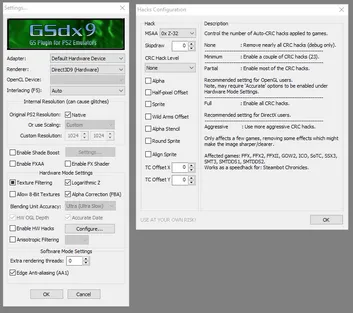 Settings...
GSdx9
GS Plugin for PS2 Emulators
Adapter: Default Hardware Device
Renderer: Direct3D9 (Hardware)
OpenCL Device:
Interlacing (F5): Auto
Internal Resolution (can cause glitches)
Original PS2 Resolution: Native
Or use Scaling: Custom
Custom Resolution: 1024 1024
Enable Shade Boost Settings...
Enable FXAA Enable FX Shader
Hardware Mode Settings
Texture Filtering Logarithmic Z
Allow 8-Bit Textures Alpha Correction (FBA)
Blending Unit Accuracy: Ultra (Ultra Slow)
HW OGL Depth Accurate Date
Enable HW Hacks Configure...
Anisotropic Filtering
Software Mode Settings
Extra rendering threads: 0
Edge Anti-aliasing (AA1)
OK Cancel
Hacks Configuration
Hack
MSAA 0x Z-32
Skipdraw 0
CRC Hack Level
None
Alpha
Half-pixel Offset
Sprite
Wild Arms Offset
Alpha Stencil
Round Sprite
Align Sprite
TC Offset X 0
TC Offset Y 0
USE AT YOUR OWN RISK!
Description
Control the number of Auto-CRC hacks applied to games.
None : Remove nearly all CRC hacks (debug only).
Minimum : Enable a couple of CRC hacks (23).
Partial : Enable most of the CRC hacks.
Recommended setting for OpenGL users.
Note, may require 'Accurate' options to be enabled under
Hardware Mode Settings.
Full : Enable all CRC hacks.
Recommended setting for DirectX users.
Aggressive : Use more aggressive CRC hacks.
Only affects a few games, removing some effects which might
make the image sharper/clearer.
Affected games: FFX, FFX2, FFXII, GOW2, ICO, SoTC, SSX3,
SMT3, SMTDDS1, SMTDDS2.
Works as a speedhack for: Steambot Chronicles.
OK